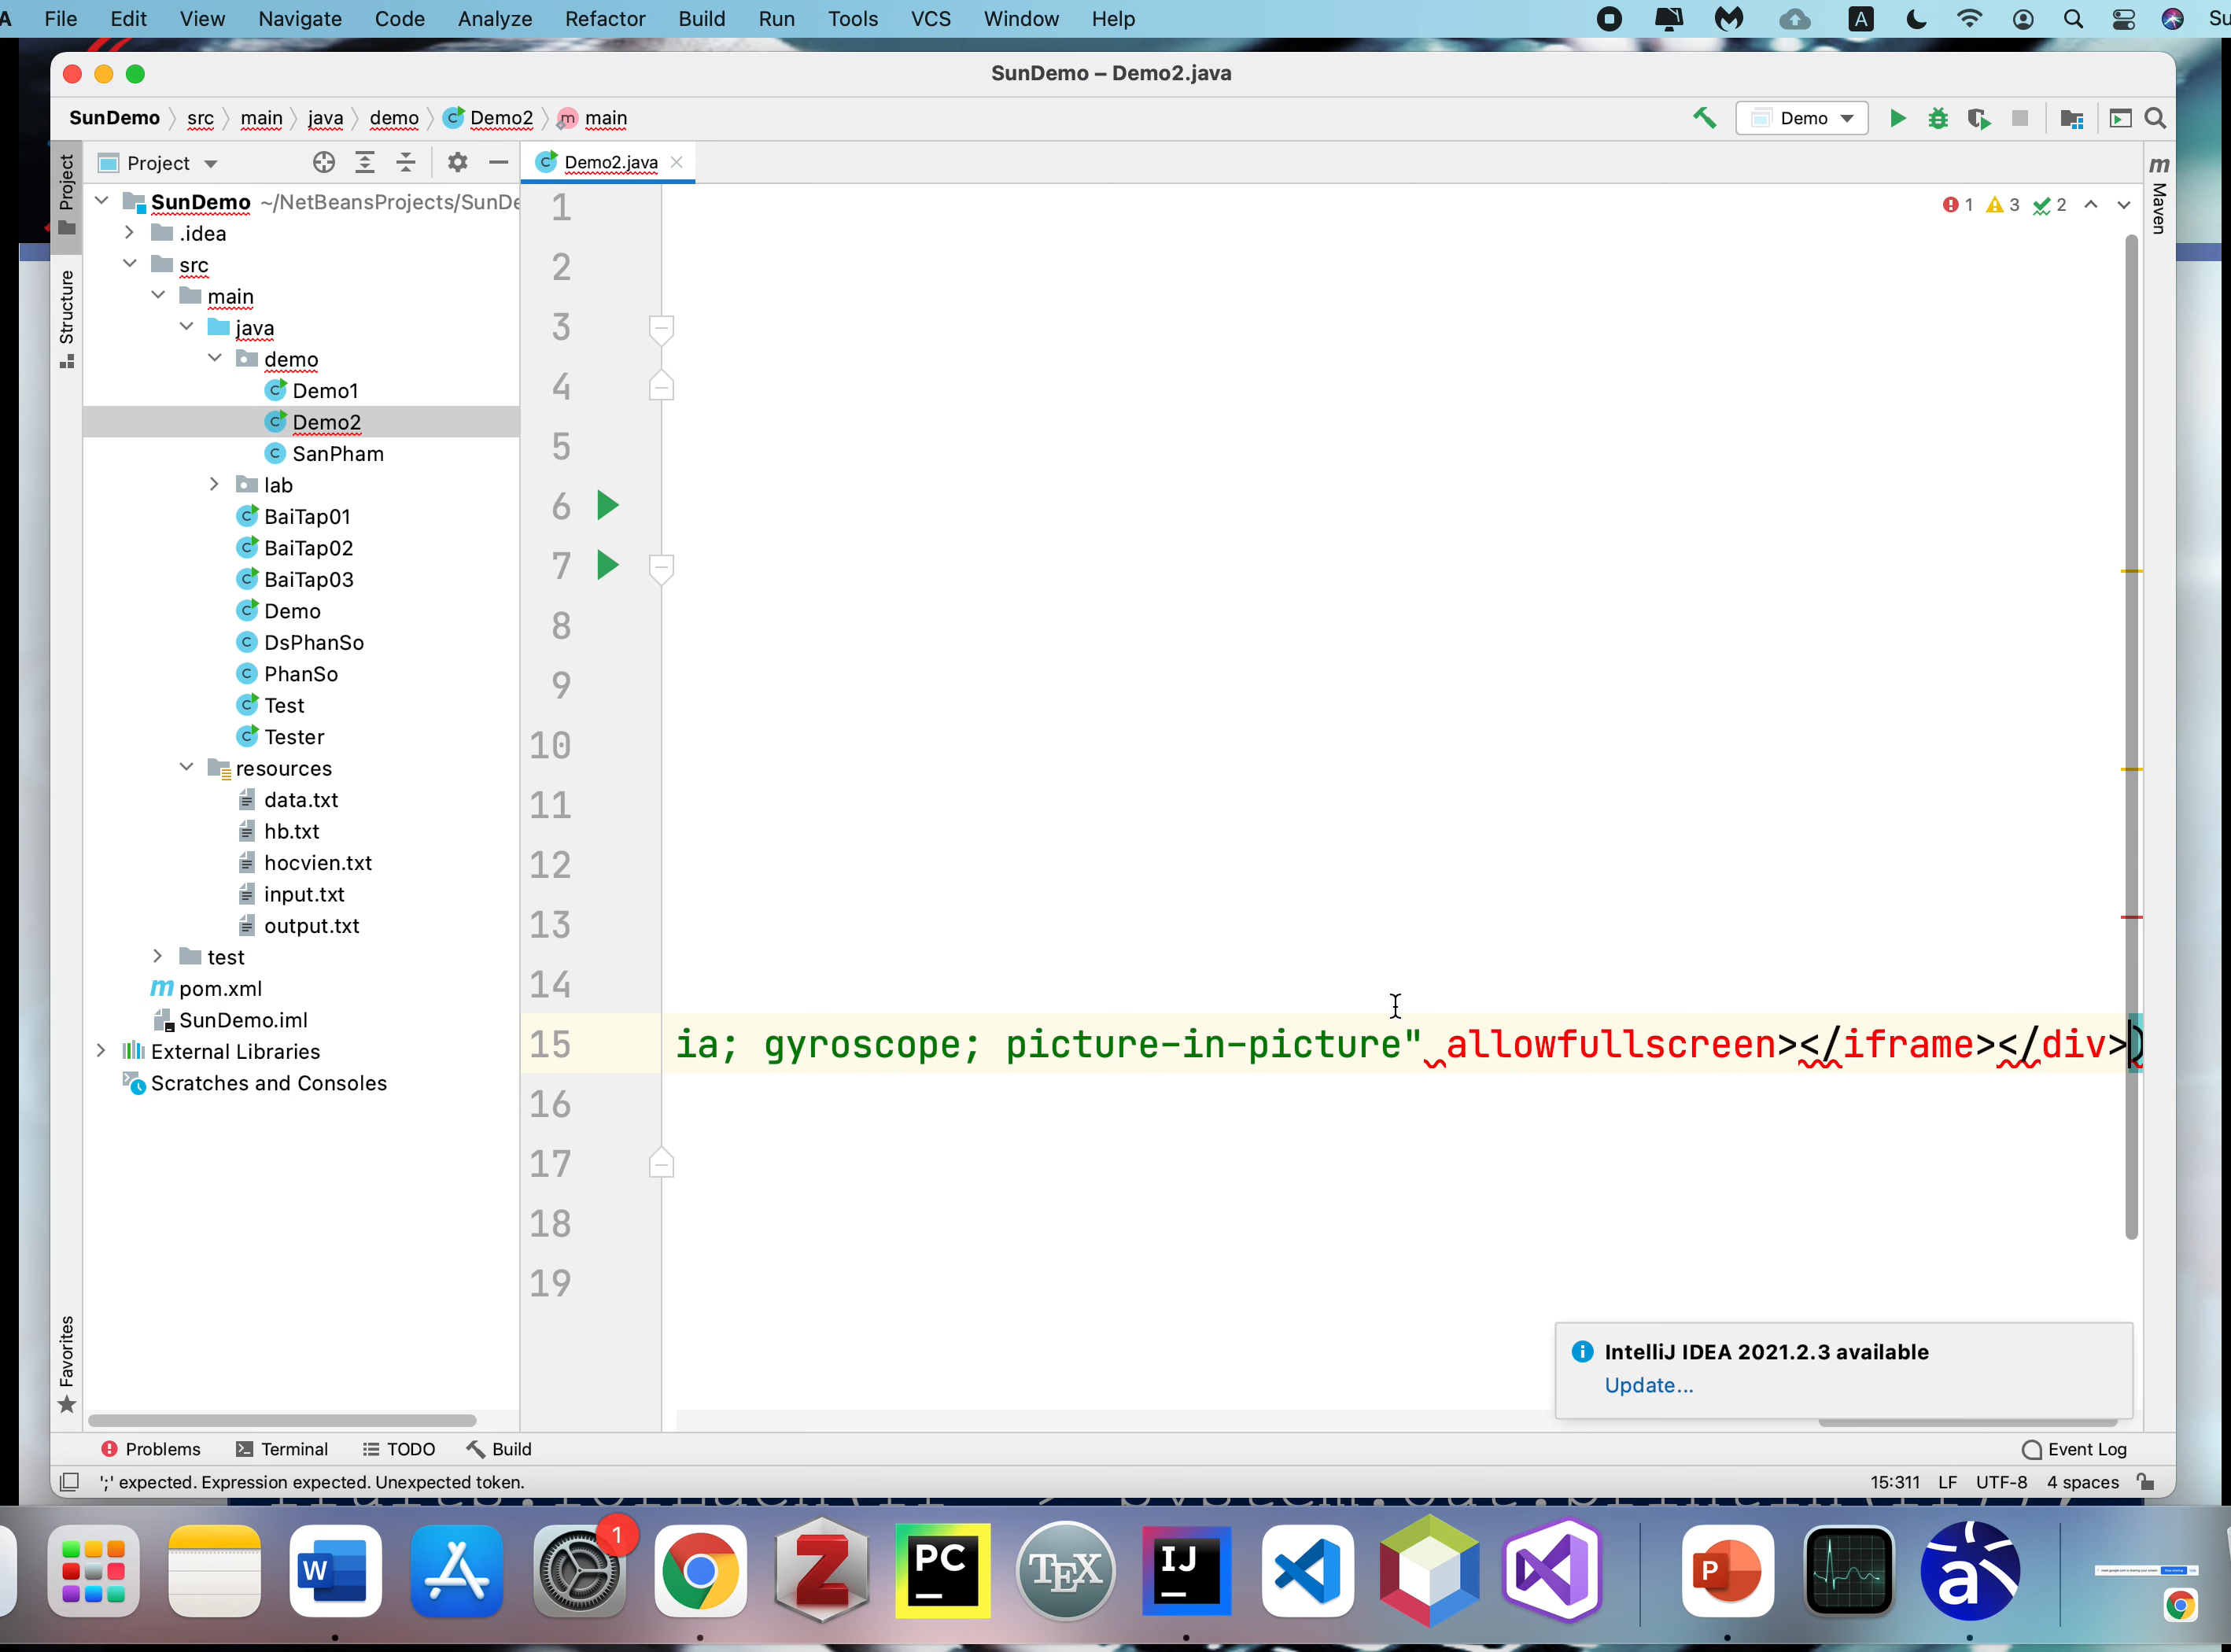 File Edit View Navigate Code Analyze Refactor Build Run Tools VCS Window Help
A
SunDemo – Demo2.java
SunDemo src main java demo C Demo2 m main
Demo
Project
Demo2.java
Project
Structure
Favorites
m Maven
SunDemo ~/NetBeansProjects/SunDe
.idea
src
main
java
demo
Demo1
Demo2
SanPham
lab
BaiTap01
BaiTap02
BaiTap03
Demo
DsPhanSo
PhanSo
Test
Tester
resources
data.txt
hb.txt
hocvien.txt
input.txt
output.txt
test
pom.xml
SunDemo.iml
External Libraries
Scratches and Consoles
1 3 2
1
2
3
4
5
6
7
8
9
10
11
12
13
14
15 ia; gyroscope; picture-in-picture" allowfullscreen></iframe></div>)
16
17
18
19
IntelliJ IDEA 2021.2.3 available
Update...
Problems Terminal TODO Build Event Log
';' expected. Expression expected. Unexpected token. 15:311 LF UTF-8 4 spaces
W 1 Z PC TEX IJ P a